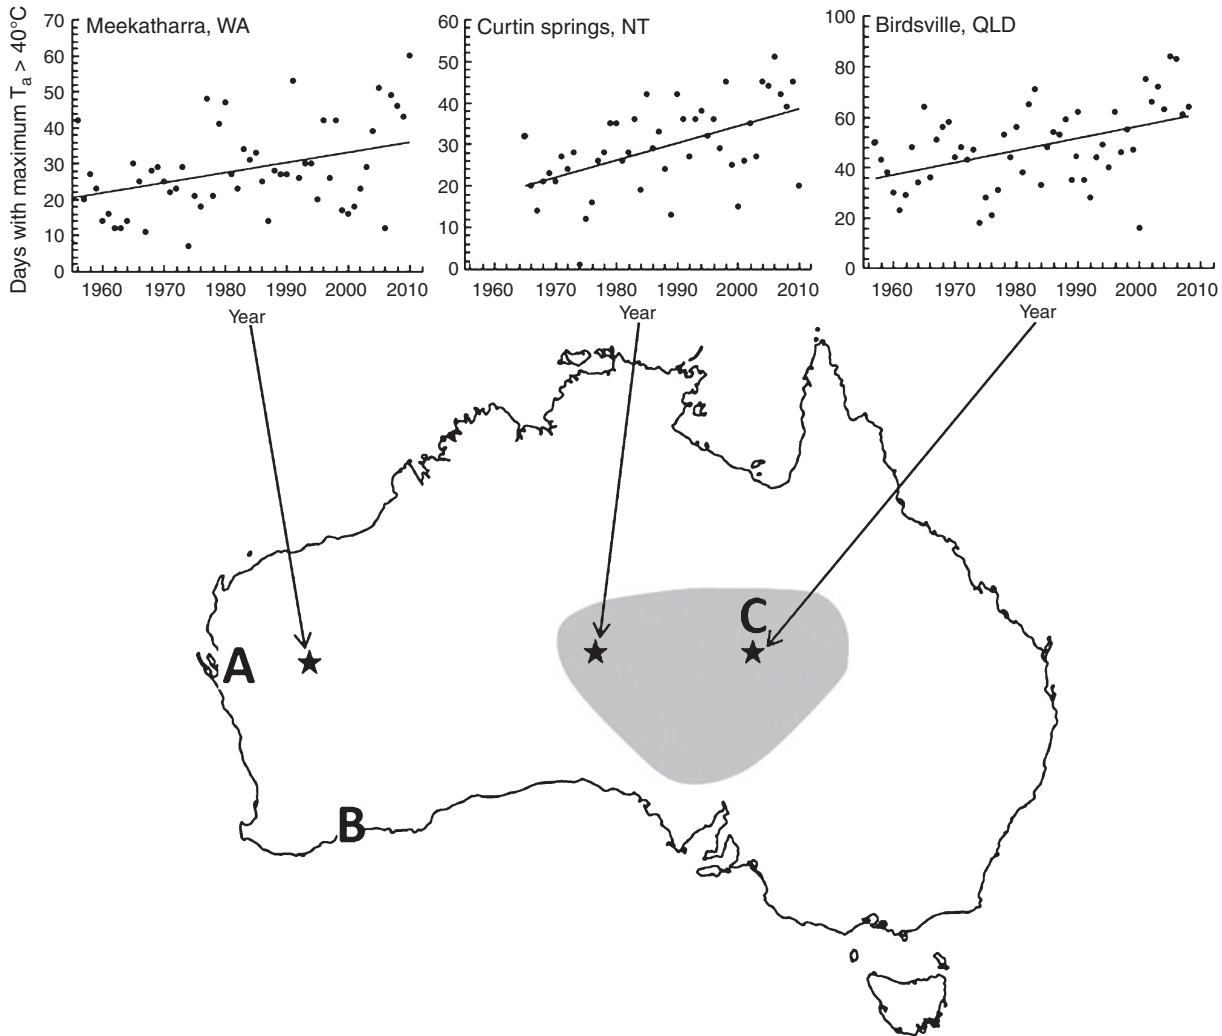 Days with maximum Ta > 40°C
Meekatharra, WA
70
60
50
40
30
20
10
0
1960 1970 1980 1990 2000 2010
Year
Curtin springs, NT
60
50
40
30
20
10
0
1960 1970 1980 1990 2000 2010
Year
Birdsville, QLD
100
80
60
40
20
0
1960 1970 1980 1990 2000 2010
Year
A
B
C